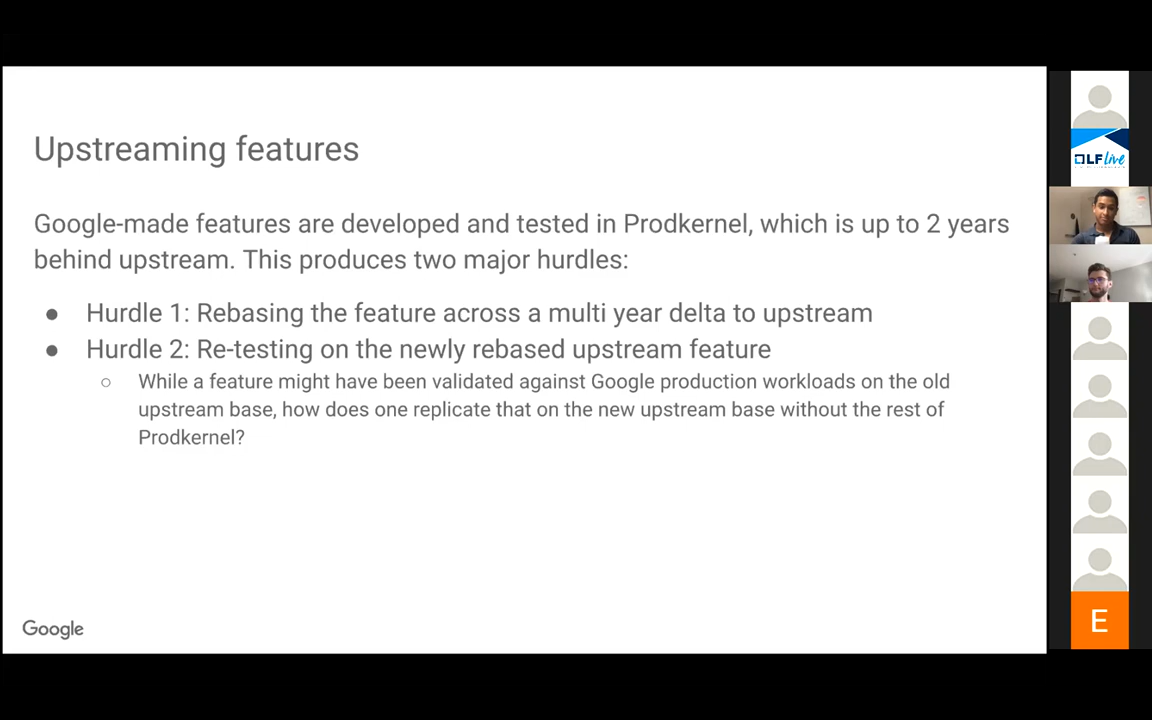 Upstreaming features
Google-made features are developed and tested in Prodkernel, which is up to 2 years
behind upstream. This produces two major hurdles:
● Hurdle 1: Rebasing the feature across a multi year delta to upstream
● Hurdle 2: Re-testing on the newly rebased upstream feature
○ While a feature might have been validated against Google production workloads on the old
upstream base, how does one replicate that on the new upstream base without the rest of
Prodkernel?
Google
LF live
E